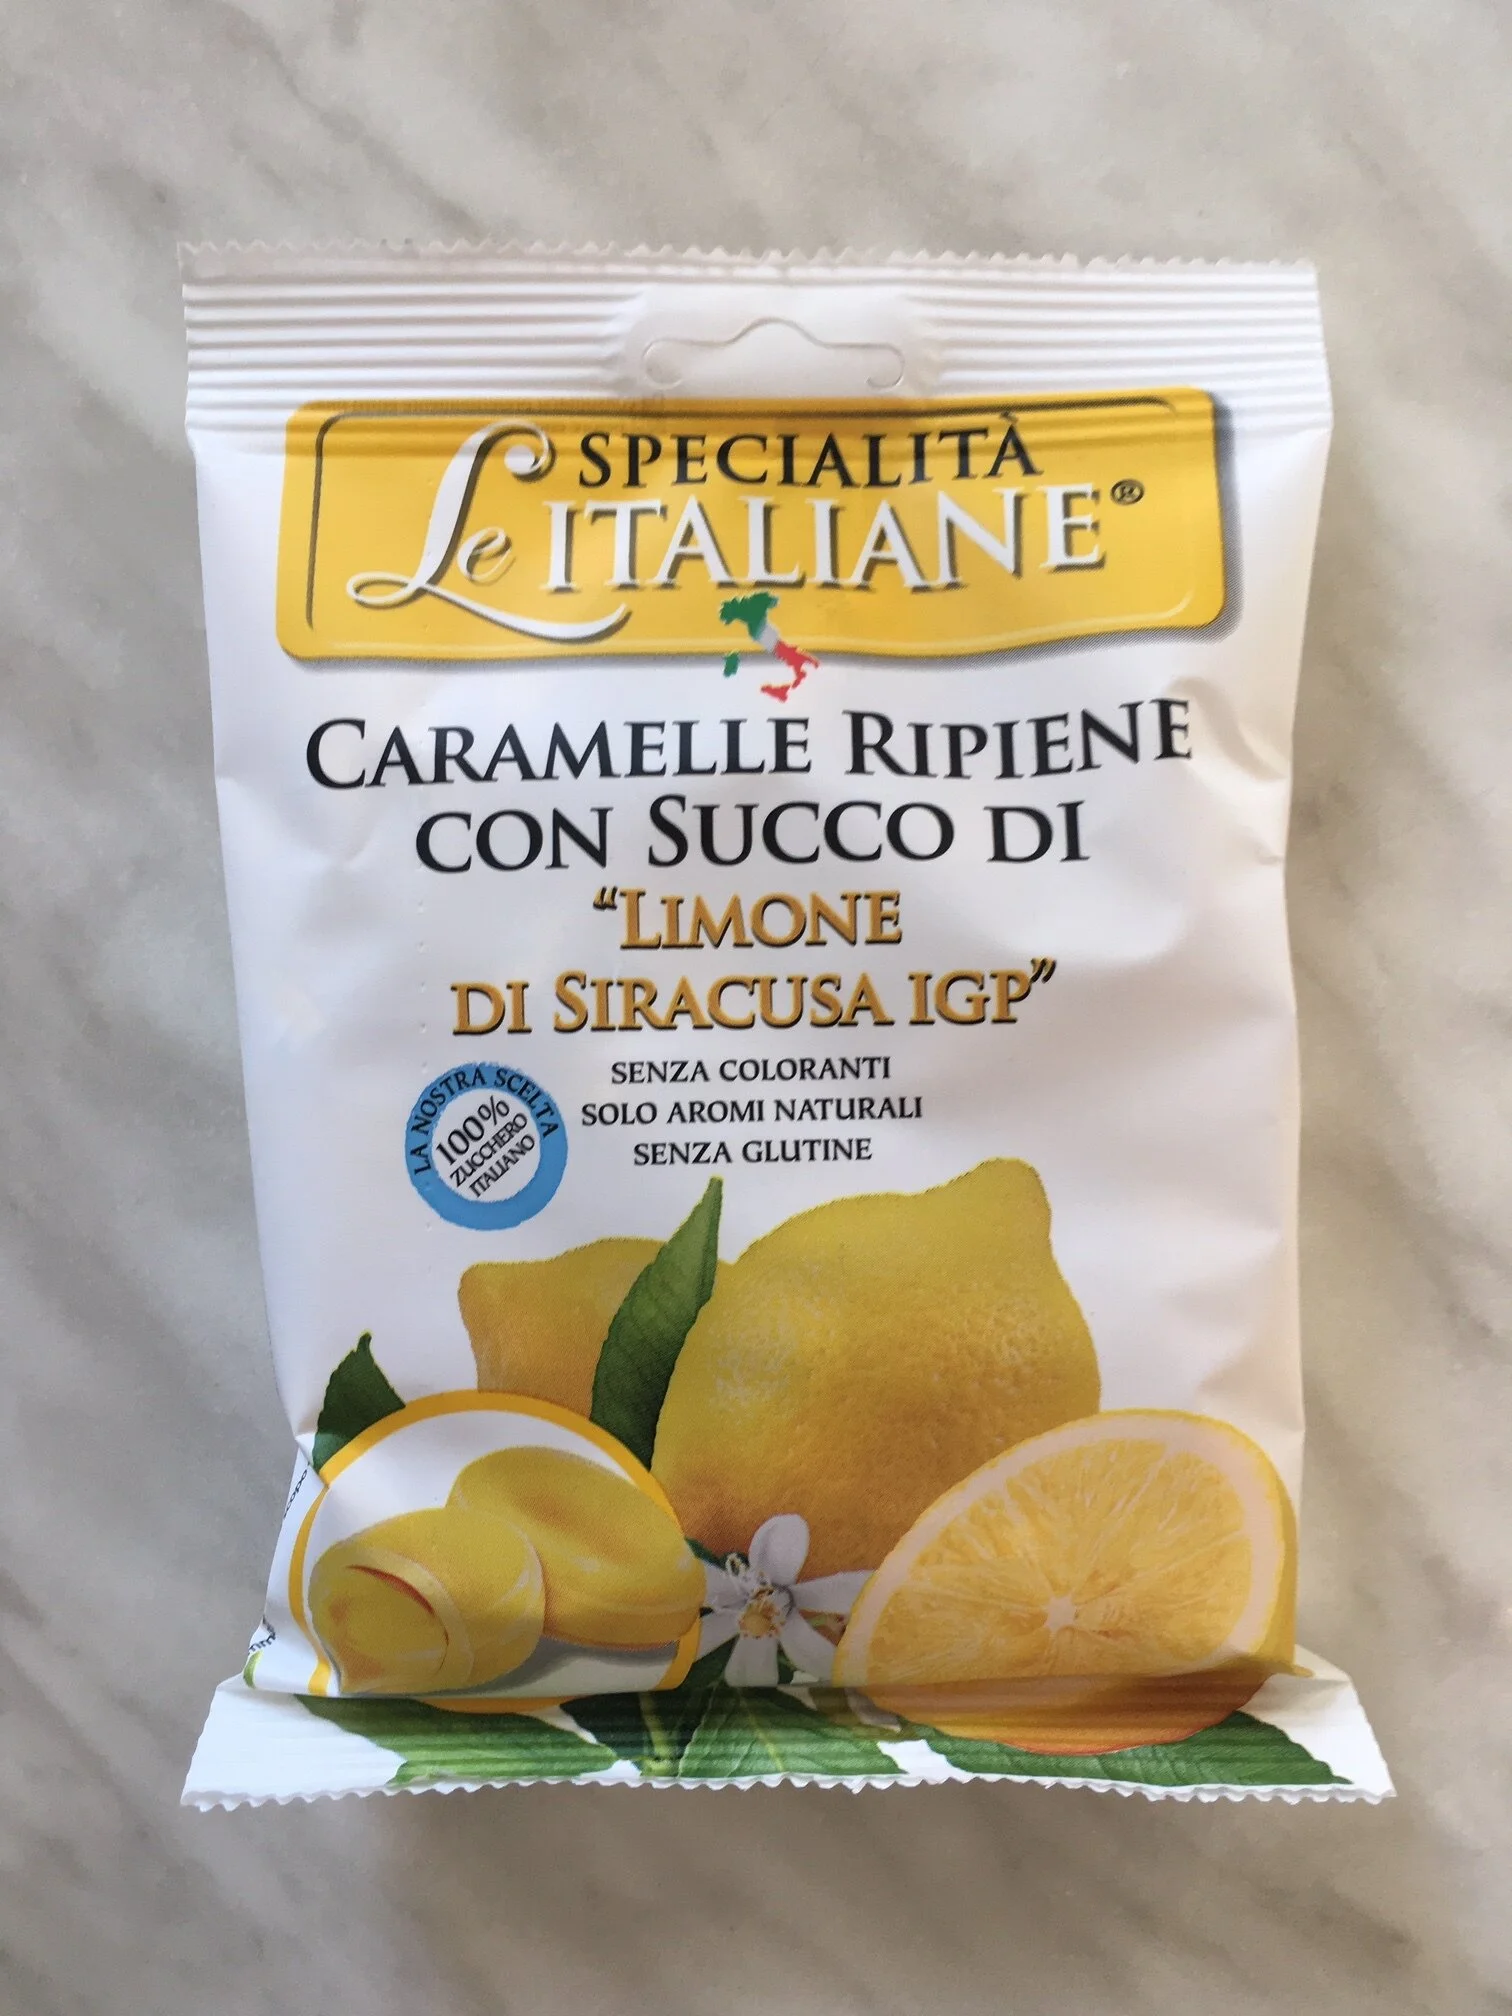 Le SPECIALITÀ
ITALIANE®
CARAMELLE RIPIENE
CON SUCCO DI
“LIMONE
DI SIRACUSA IGP”
SENZA COLORANTI
SOLO AROMI NATURALI
SENZA GLUTINE
LA NOSTRA SCELTA
100%
ZUCCHERO
ITALIANO